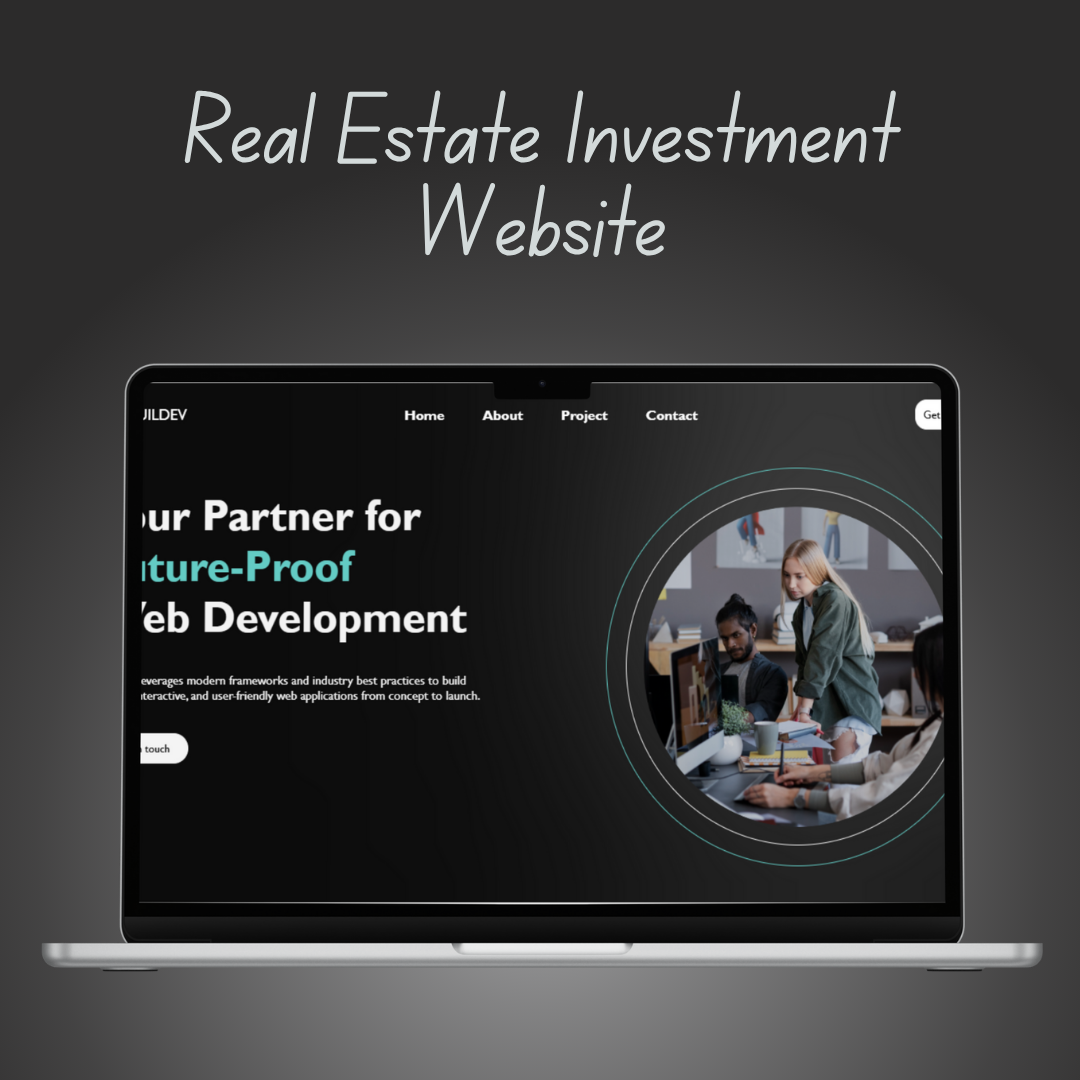 Real Estate Investment
Website
UILDEV
Home About Project Contact
Get
our Partner for
uture-Proof
eb Development
everages modern frameworks and industry best practices to build
nteractive, and user-friendly web applications from concept to launch.
touch